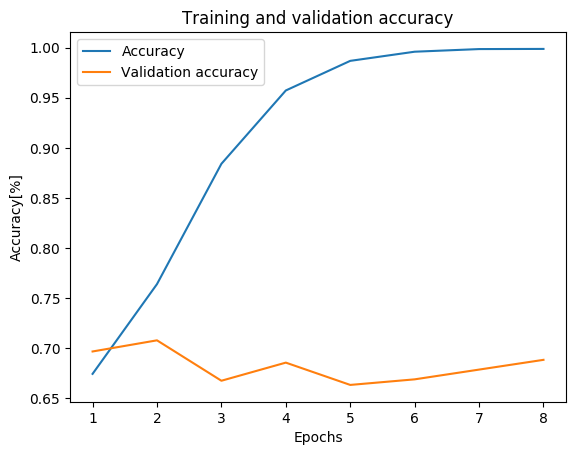 Training and validation accuracy
Accuracy
Validation accuracy
1.00
0.95
0.90
0.85
0.80
0.75
0.70
0.65
Accuracy[%]
1 2 3 4 5 6 7 8
Epochs